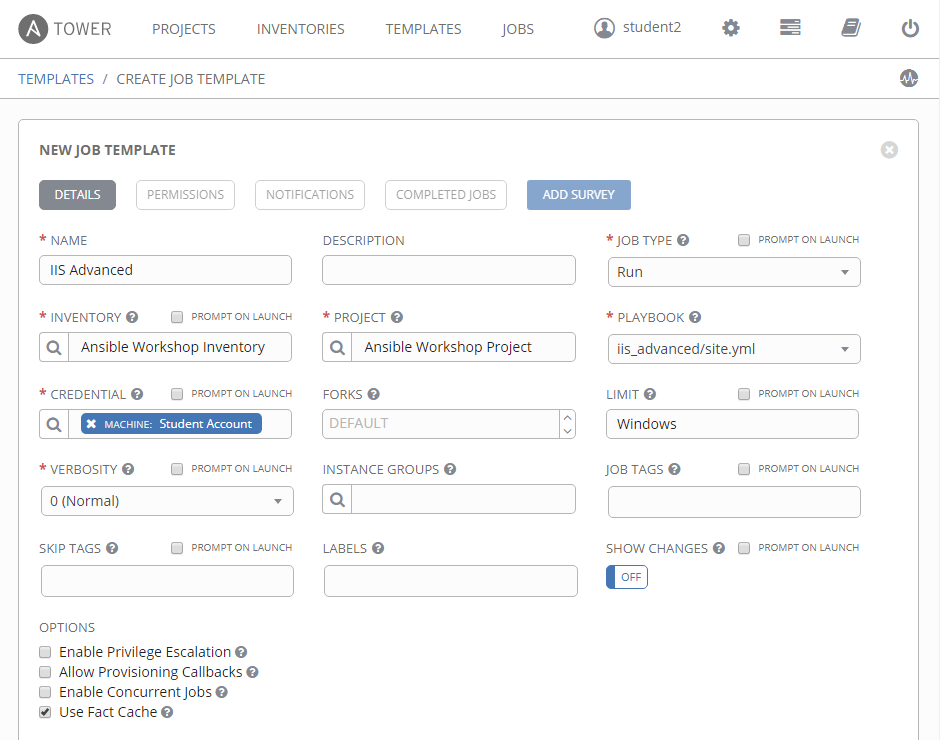 A TOWER PROJECTS INVENTORIES TEMPLATES JOBS student2
TEMPLATES / CREATE JOB TEMPLATE
NEW JOB TEMPLATE
DETAILS PERMISSIONS NOTIFICATIONS COMPLETED JOBS ADD SURVEY
* NAME DESCRIPTION * JOB TYPE ? PROMPT ON LAUNCH
IIS Advanced Run
* INVENTORY ? PROMPT ON LAUNCH * PROJECT ? * PLAYBOOK ?
Ansible Workshop Inventory Ansible Workshop Project iis_advanced/site.yml
* CREDENTIAL ? PROMPT ON LAUNCH FORKS ? LIMIT ? PROMPT ON LAUNCH
MACHINE: Student Account DEFAULT Windows
* VERBOSITY ? PROMPT ON LAUNCH INSTANCE GROUPS ? JOB TAGS ? PROMPT ON LAUNCH
0 (Normal)
SKIP TAGS ? PROMPT ON LAUNCH LABELS ? SHOW CHANGES ? PROMPT ON LAUNCH
OFF
OPTIONS
Enable Privilege Escalation ?
Allow Provisioning Callbacks ?
Enable Concurrent Jobs ?
Use Fact Cache ?